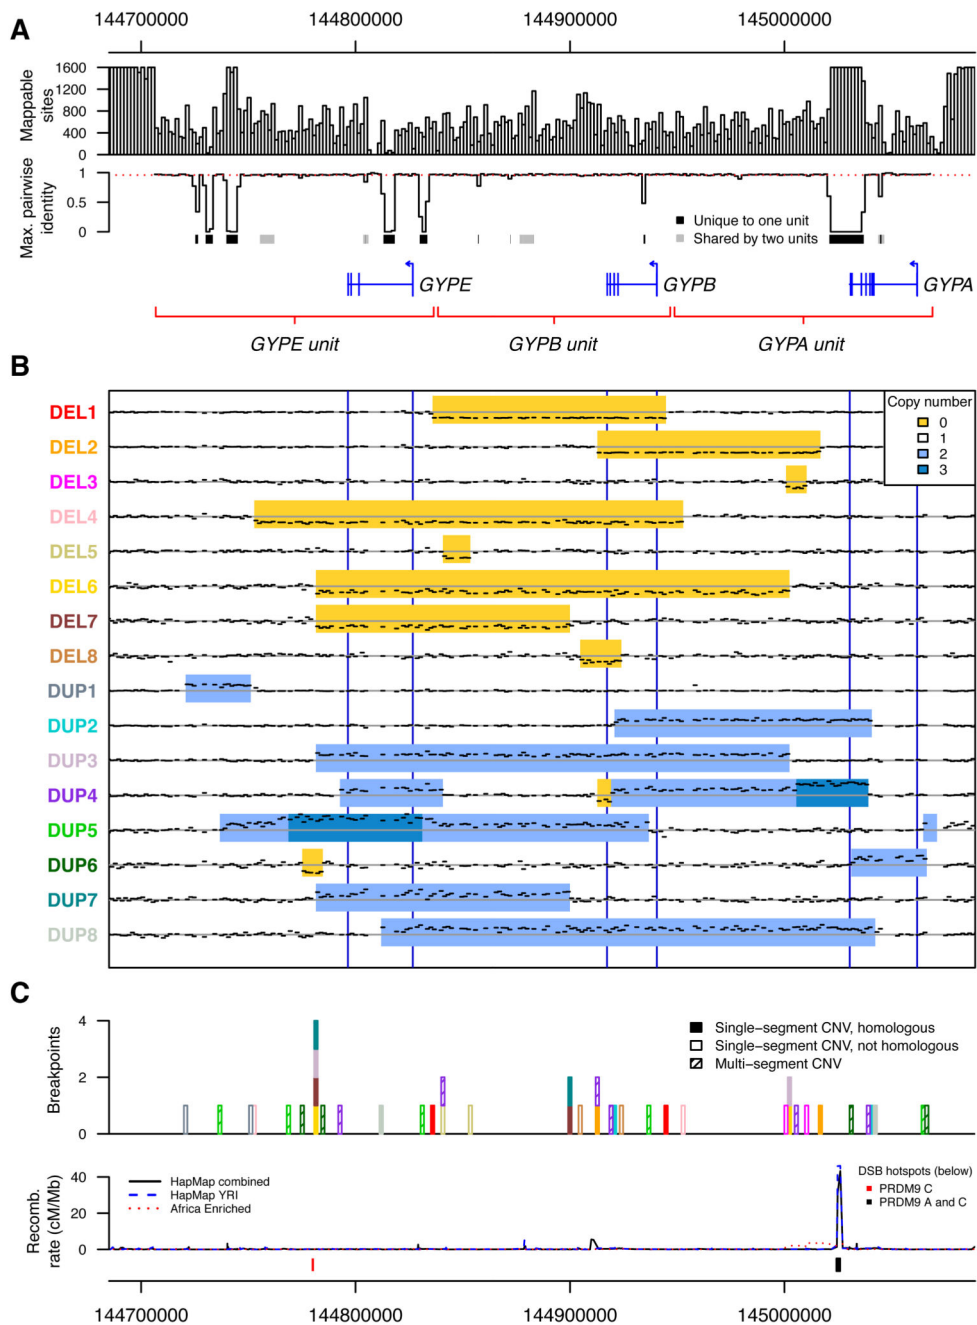 144700000 144800000 144900000 145000000
A
1600
1200
800
400
0
Mappable
sites
1
0.5
0
Max. pairwise
identity
Unique to one unit
Shared by two units
GYPE GYPB GYPA
GYPE unit GYPB unit GYPA unit
B
Copy number
0
1
2
3
DEL1
DEL2
DEL3
DEL4
DEL5
DEL6
DEL7
DEL8
DUP1
DUP2
DUP3
DUP4
DUP5
DUP6
DUP7
DUP8
C
4
2
0
Breakpoints
Single-segment CNV, homologous
Single-segment CNV, not homologous
Multi-segment CNV
40
20
0
Recomb.
rate (cM/Mb)
HapMap combined
HapMap YRI
Africa Enriched
DSB hotspots (below)
PRDM9 C
PRDM9 A and C
144700000 144800000 144900000 145000000